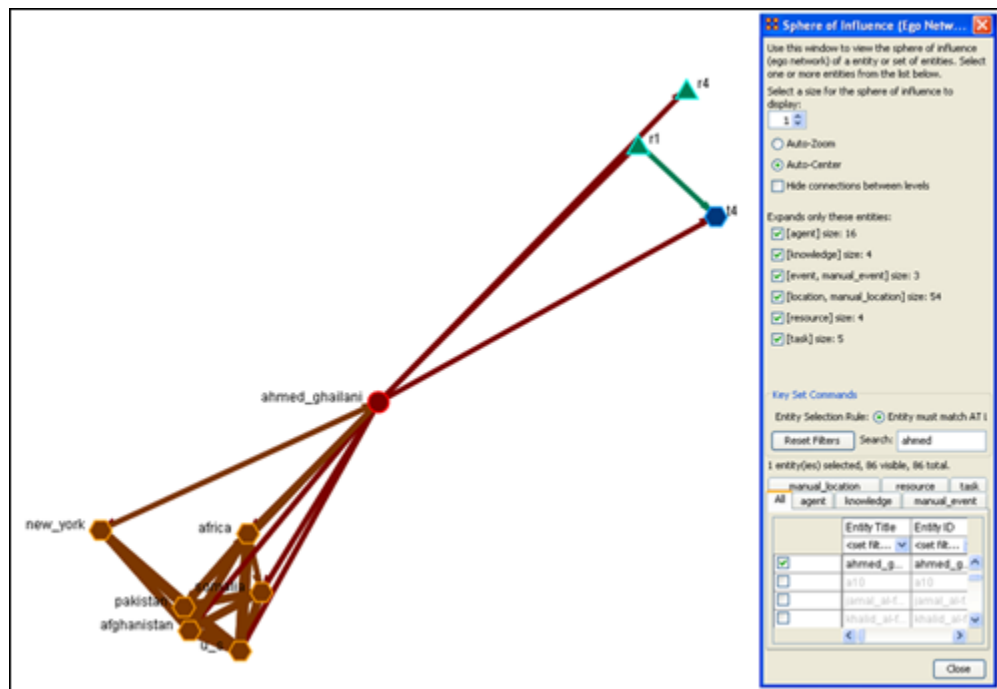 r4
r1
t4
ahmed_ghailani
new_york
africa
somalia
pakistan
afghanistan
Sphere of Influence (Ego Netw...
Use this window to view the sphere of influence
(ego network) of a entity or set of entities. Select
one or more entities from the list below.
Select a size for the sphere of influence to
display:
1
Auto-Zoom
Auto-Center
Hide connections between levels
Expands only these entities:
[agent] size: 16
[knowledge] size: 4
[event, manual_event] size: 3
[location, manual_location] size: 54
[resource] size: 4
[task] size: 5
Key Set Commands
Entity Selection Rule: Entity must match AT L
Reset Filters Search: ahmed
1 entity(ies) selected, 86 visible, 86 total.
manual_location resource task
All agent knowledge manual_event
Entity Title Entity ID
<set filt... <set filt...
ahmed_g... ahmed_g...
a10 a10
jamal_al-f... jamal_al-f
khalid_al-f... khalid_al-f
Close